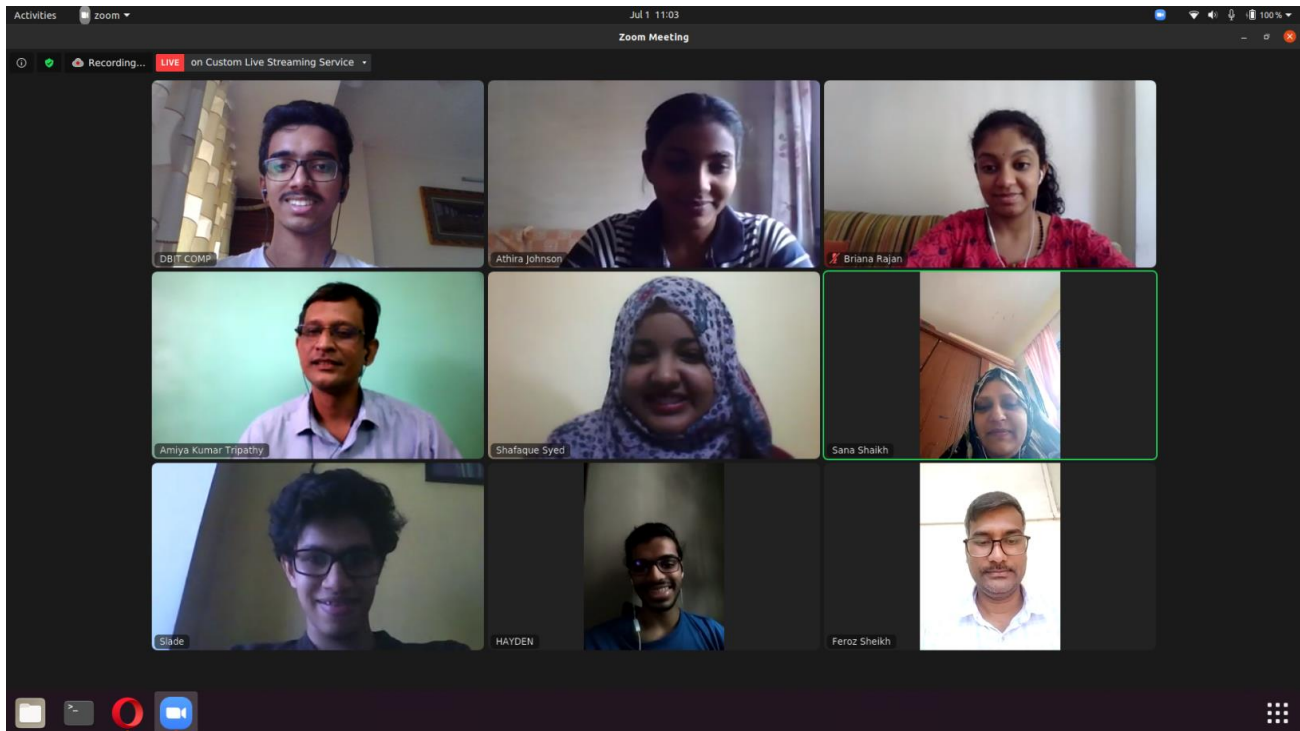 Activities zoom Jul 1 11:03 100 %
Zoom Meeting
Recording... LIVE on Custom Live Streaming Service
DBIT COMP Athira Johnson Briana Rajan
Amiya Kumar Tripathy Shafaque Syed Sana Shaikh
Slade HAYDEN Feroz Sheikh
>_